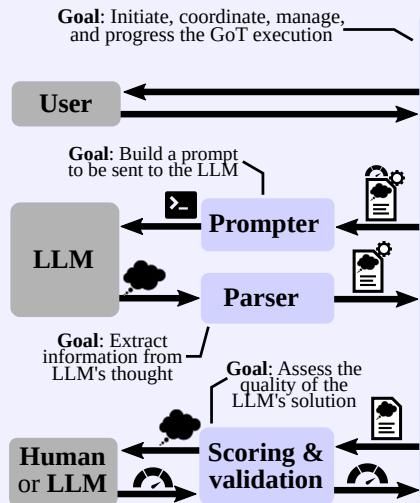 Goal: Initiate, coordinate, manage,
and progress the GoT execution
User
Goal: Build a prompt
to be sent to the LLM
>_
Prompter
LLM
Parser
Goal: Extract
information from
LLM's thought
Goal: Assess the
quality of the
LLM's solution
Human
or LLM
Scoring &
validation